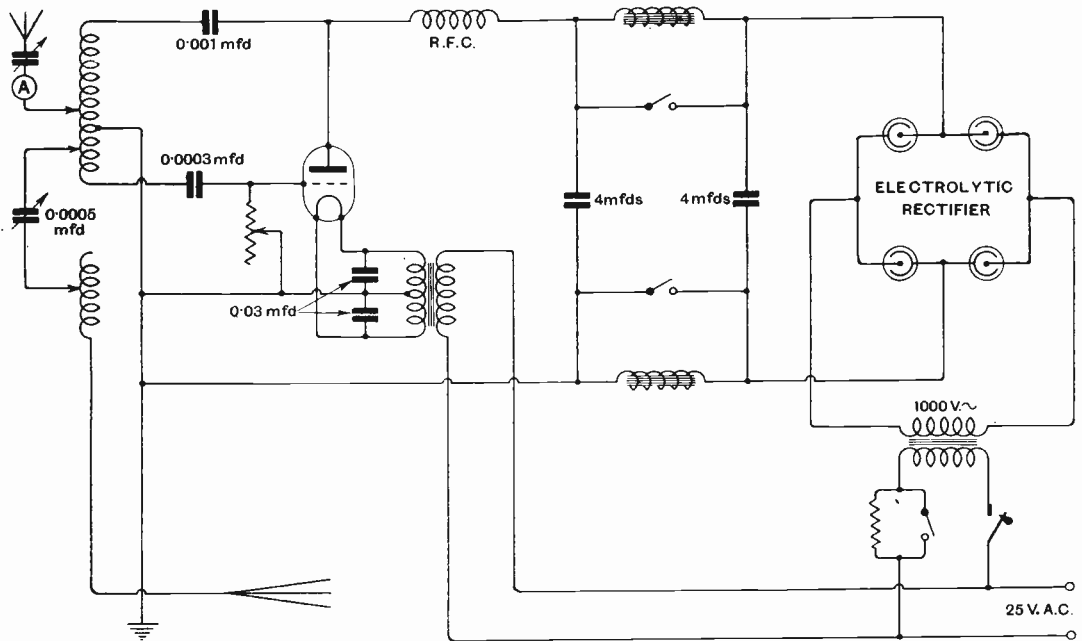 0·001 mfd
R.F.C.
A
0·0003 mfd
0·0005
mfd
4mfds
4mfds
ELECTROLYTIC
RECTIFIER
0·03 mfd
1000 V.~
25 V. A.C.